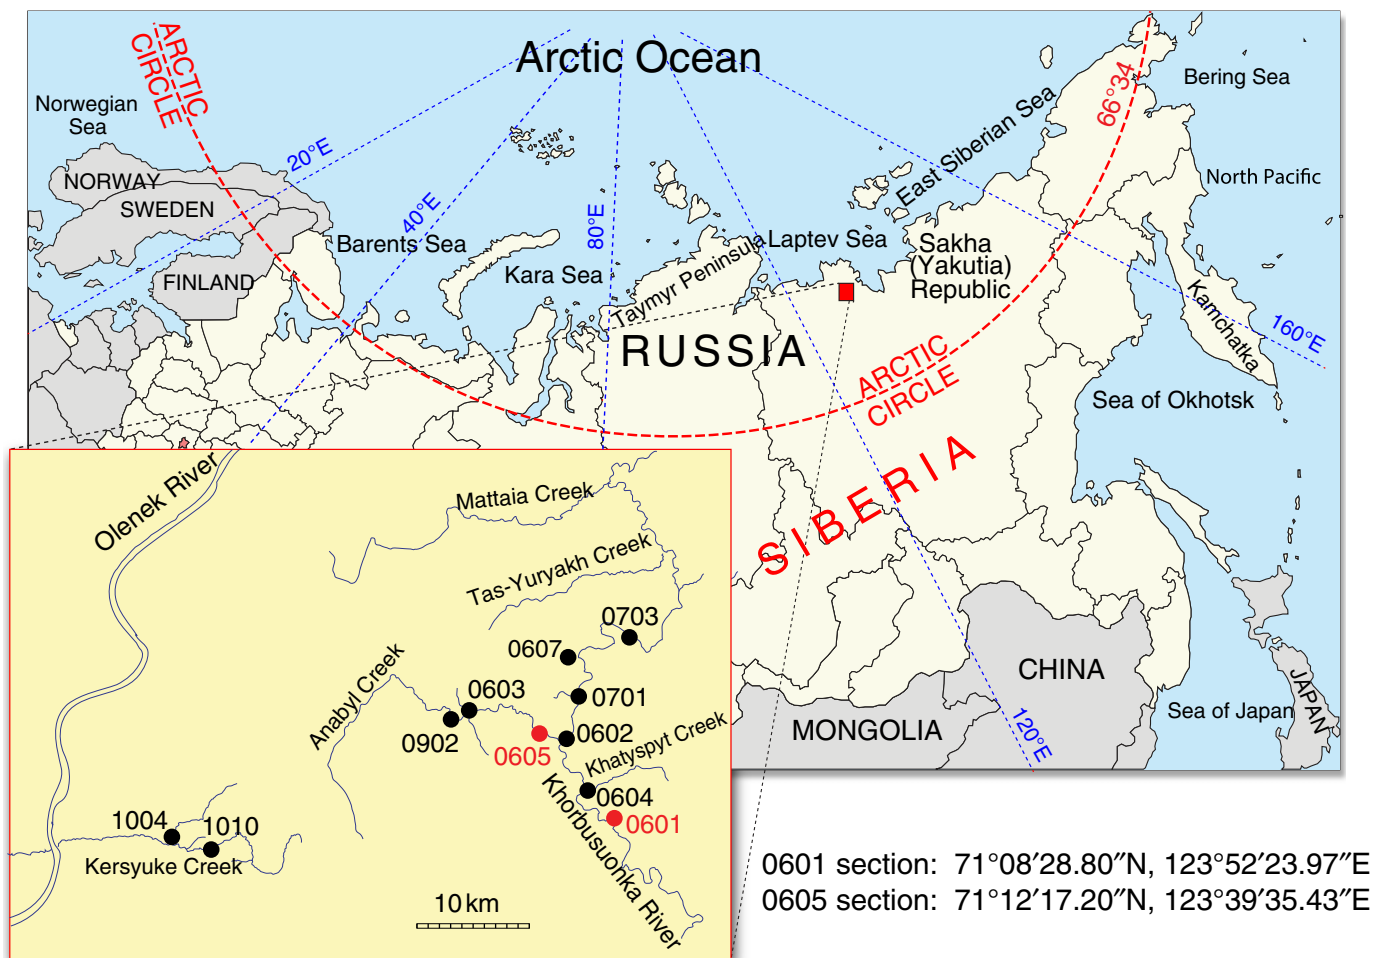 Arctic Ocean
ARCTIC
CIRCLE
66°34
Bering Sea
Norwegian
Sea
20°E
East Siberian Sea
NORWAY
North Pacific
SWEDEN
40°E
80°E
Barents Sea
Laptev Sea
Sakha
(Yakutia)
Republic
Kara Sea
FINLAND
Taymyr Peninsula
Kamchatka
160°E
RUSSIA
ARCTIC
CIRCLE
Sea of Okhotsk
SIBERIA
CHINA
MONGOLIA
120°E
Sea of Japan
JAPAN
Olenek River
Mattaia Creek
Tas-Yuryakh Creek
0703
0607
Anabyl Creek
0603
0701
0902
0602
0605
Khatyspyt Creek
0604
0601
Khorbusuonka River
1004
1010
Kersyuke Creek
10 km
0601 section: 71°08′28.80″N, 123°52′23.97″E
0605 section: 71°12′17.20″N, 123°39′35.43″E